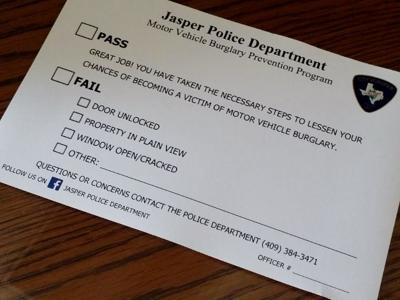 Jasper Police Department
Motor Vehicle Burglary Prevention Program
PASS
GREAT JOB! YOU HAVE TAKEN THE NECESSARY STEPS TO LESSEN YOUR
CHANCES OF BECOMING A VICTIM OF MOTOR VEHICLE BURGLARY.
FAIL
DOOR UNLOCKED
PROPERTY IN PLAIN VIEW
WINDOW OPEN/CRACKED
OTHER:
QUESTIONS OR CONCERNS CONTACT THE POLICE DEPARTMENT (409) 384-3471
FOLLOW US ON f JASPER POLICE DEPARTMENT
OFFICER #